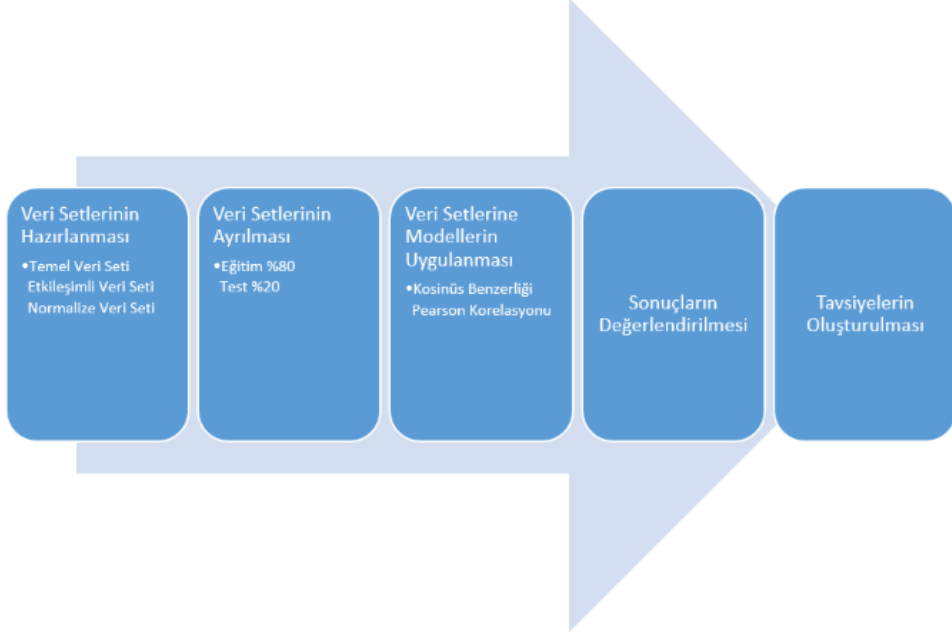 Veri Setlerinin
Hazırlanması
•Temel Veri Seti
Etkileşimli Veri Seti
Normalize Veri Seti
Veri Setlerinin
Ayrılması
•Eğitim %80
Test %20
Veri Setlerine
Modellerin
Uygulanması
•Kosinüs Benzerliği
Pearson Korelasyonu
Sonuçların
Değerlendirilmesi
Tavsiyelerin
Oluşturulması